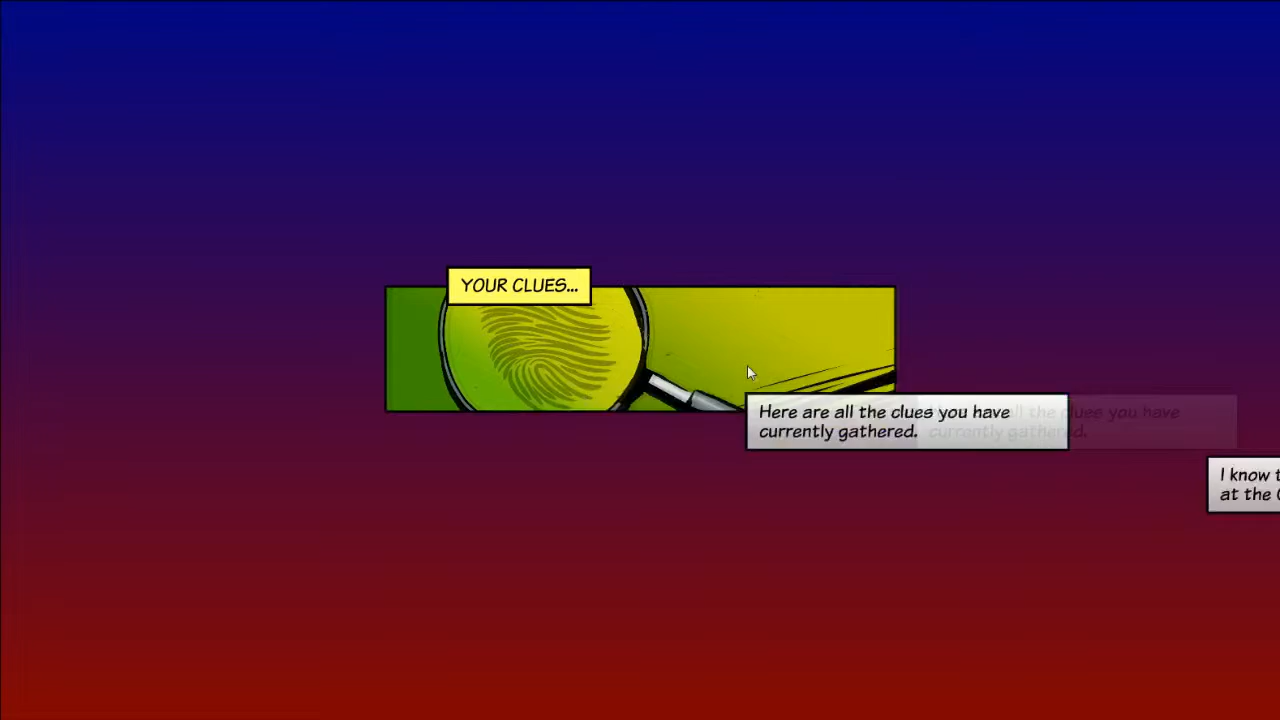 YOUR CLUES...
Here are all the clues you have
currently gathered.
I know
at the